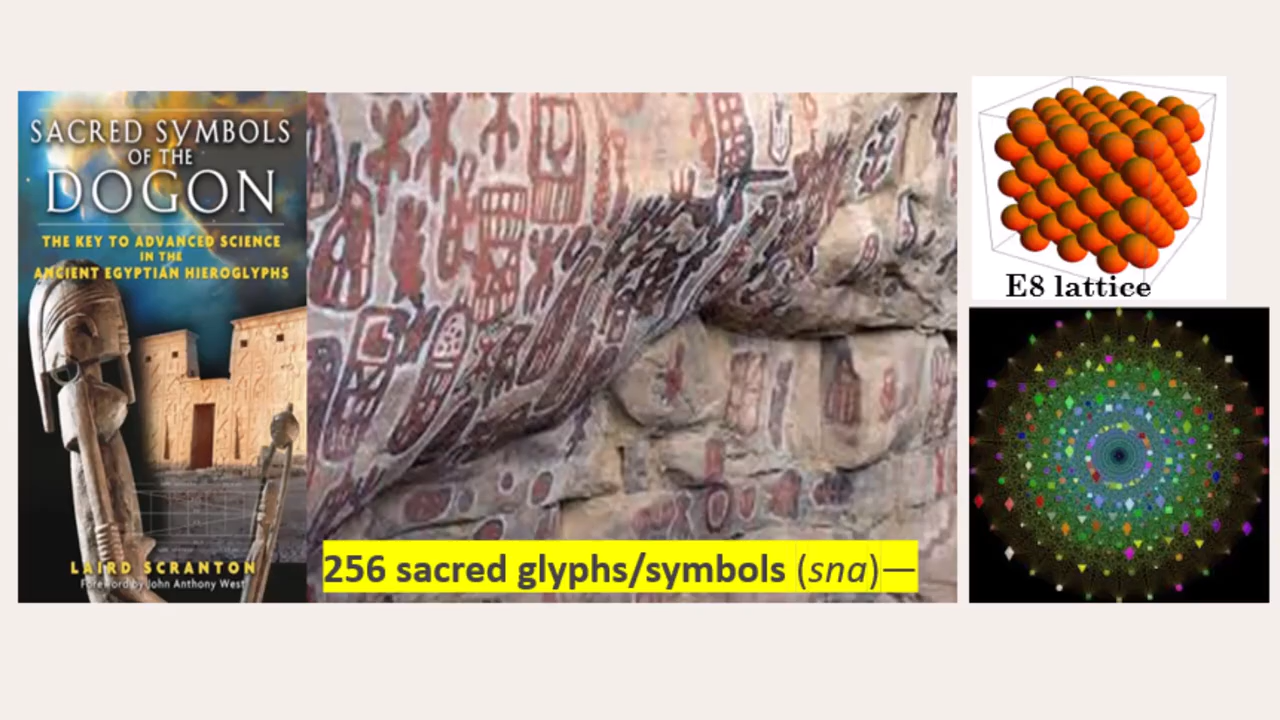 SACRED SYMBOLS
OF THE
DOGON
THE KEY TO ADVANCED SCIENCE
IN THE
ANCIENT EGYPTIAN HIEROGLYPHS
LAIRD SCRANTON
Foreword by John Anthony West
256 sacred glyphs/symbols (sna)—
E8 lattice